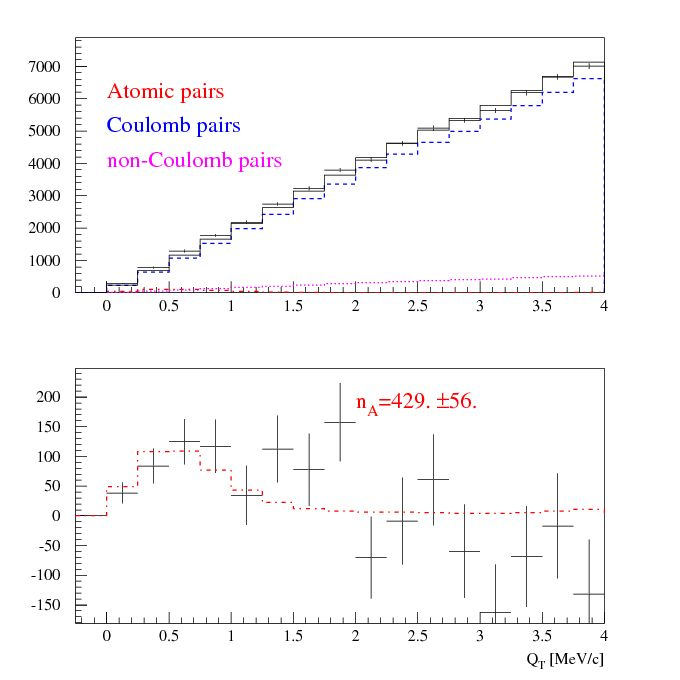 7000
6000
5000
4000
3000
2000
1000
0
Atomic pairs
Coulomb pairs
non-Coulomb pairs
0 0.5 1 1.5 2 2.5 3 3.5 4
200
150
100
50
0
-50
-100
-150
n_A=429. ±56.
0 0.5 1 1.5 2 2.5 3 3.5 4
Q_T [MeV/c]